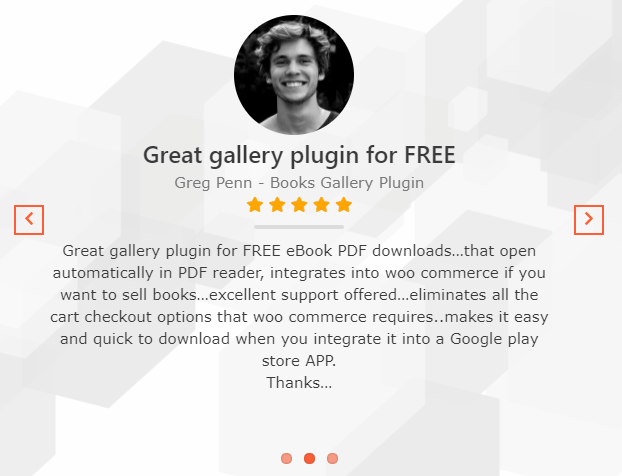 Great gallery plugin for FREE
Greg Penn - Books Gallery Plugin
Great gallery plugin for FREE eBook PDF downloads...that open
automatically in PDF reader, integrates into woo commerce if you
want to sell books...excellent support offered...eliminates all the
cart checkout options that woo commerce requires..makes it easy
and quick to download when you integrate it into a Google play
store APP.
Thanks...